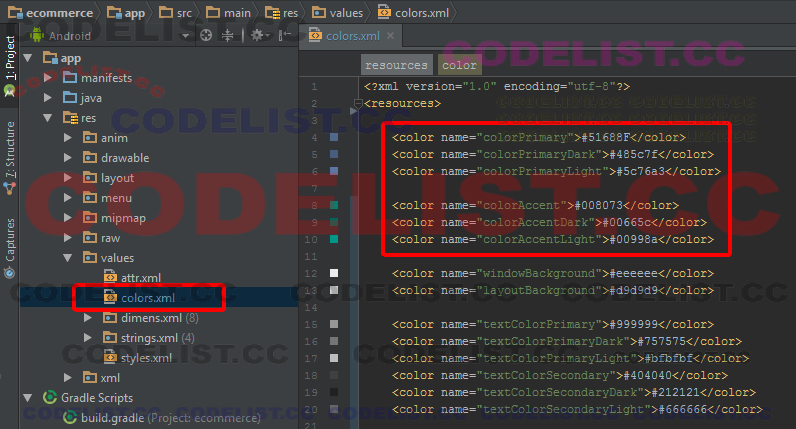 ecommerce app src main res values colors.xml
Android
colors.xml
1: Project
7: Structure
Captures
app
manifests
java
res
anim
drawable
layout
menu
mipmap
raw
values
attr.xml
colors.xml
dimens.xml (8)
strings.xml (4)
styles.xml
xml
Gradle Scripts
build.gradle (Project: ecommerce)
resources color
1 <?xml version="1.0" encoding="utf-8"?>
2 <resources>
3
4 <color name="colorPrimary">#51688F</color>
5 <color name="colorPrimaryDark">#485c7f</color>
6 <color name="colorPrimaryLight">#5c76a3</color>
7
8 <color name="colorAccent">#008073</color>
9 <color name="colorAccentDark">#00665c</color>
10 <color name="colorAccentLight">#00998a</color>
11
12 <color name="windowBackground">#eeeeee</color>
13 <color name="layoutBackground">#d9d9d9</color>
14
15 <color name="textColorPrimary">#999999</color>
16 <color name="textColorPrimaryDark">#757575</color>
17 <color name="textColorPrimaryLight">#bfbfbf</color>
18 <color name="textColorSecondary">#404040</color>
19 <color name="textColorSecondaryDark">#212121</color>
20 <color name="textColorSecondaryLight">#666666</color>
CODELIST.CC
CODELIST.CC
CODELIST.CC
CODELIST.CC
CODELIST.CC
CODELIST.CC
CODELIST.CC
CODELIST.CC